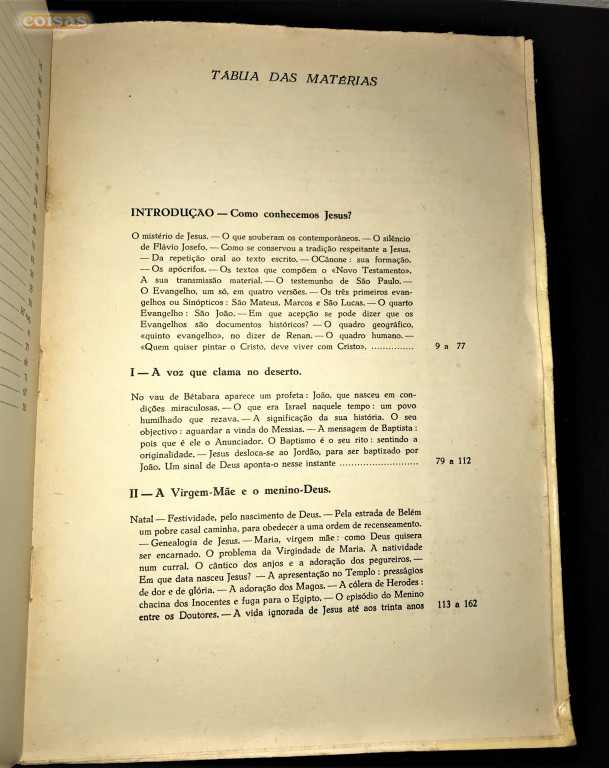 coisas
TÁBUA DAS MATÉRIAS
INTRODUÇÃO — Como conhecemos Jesus?
O mistério de Jesus. — O que souberam os contemporâneos. — O silêncio
de Flávio Josefo. — Como se conservou a tradição respeitante a Jesus.
— Da repetição oral ao texto escrito. — OCânone : sua formação.
— Os apócrifos. — Os textos que compõem o «Novo Testamento».
A sua transmissão material. — O testemunho de São Paulo. —
O Evangelho, um só, em quatro versões. — Os três primeiros evan-
gelhos ou Sinópticos : São Mateus, Marcos e São Lucas. — O quarto
Evangelho : São João. — Em que acepção se pode dizer que os
Evangelhos são documentos históricos? — O quadro geográfico,
«quinto evangelho», no dizer de Renan. — O quadro humano. —
«Quem quiser pintar o Cristo, deve viver com Cristo». ............... 9 a 77
I — A voz que clama no deserto.
No vau de Bétabara aparece um profeta : João, que nasceu em con-
dições miraculosas. — O que era Israel naquele tempo : um povo
humilhado que rezava. — A significação da sua história. O seu
objectivo : aguardar a vinda do Messias. — A mensagem de Baptista :
pois que é ele o Anunciador. O Baptismo é o seu rito : sentindo a
originalidade. — Jesus desloca-se ao Jordão, para ser baptizado por
João. Um sinal de Deus aponta-o nesse instante ........................... 79 a 112
II — A Virgem-Mãe e o menino-Deus.
Natal — Festividade, pelo nascimento de Deus. — Pela estrada de Belém
um pobre casal caminha, para obedecer a uma ordem de recenseamento.
— Genealogia de Jesus. — Maria, virgem mãe : como Deus quisera
ser encarnado. O problema da Virgindade de Maria. A natividade
num curral. O cântico dos anjos e a adoração dos pegureiros. —
Em que data nasceu Jesus? — A apresentação no Templo : presságios
de dor e de glória. — A adoração dos Magos. — A cólera de Herodes :
chacina dos Inocentes e fuga para o Egipto. — O episódio do Menino
entre os Doutores. — A vida ignorada de Jesus até aos trinta anos 113 a 162